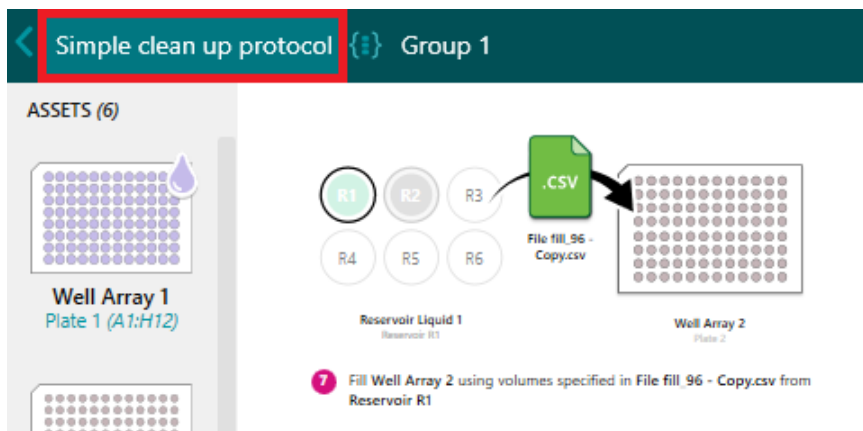 Simple clean up protocol {⁝} Group 1
ASSETS (6)
Well Array 1
Plate 1 (A1:H12)
R1 R2 R3
R4 R5 R6
.CSV
File fill_96 -
Copy.csv
Reservoir Liquid 1
Reservoir R1
Well Array 2
Plate 2
7 Fill Well Array 2 using volumes specified in File fill_96 - Copy.csv from
Reservoir R1